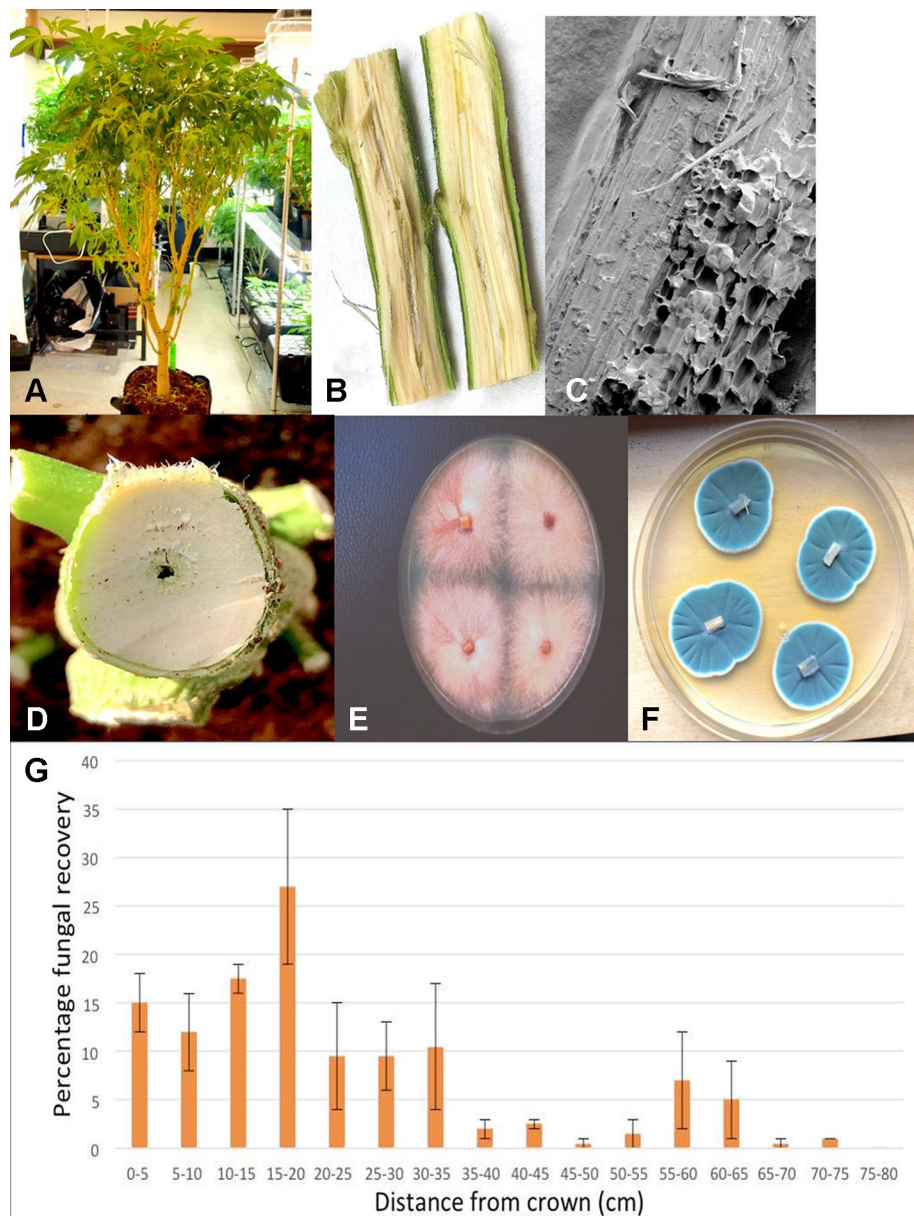 A
B
C
D
E
F
G
Percentage fungal recovery
40
35
30
25
20
15
10
5
0
0-5 5-10 10-15 15-20 20-25 25-30 30-35 35-40 40-45 45-50 50-55 55-60 60-65 65-70 70-75 75-80
Distance from crown (cm)